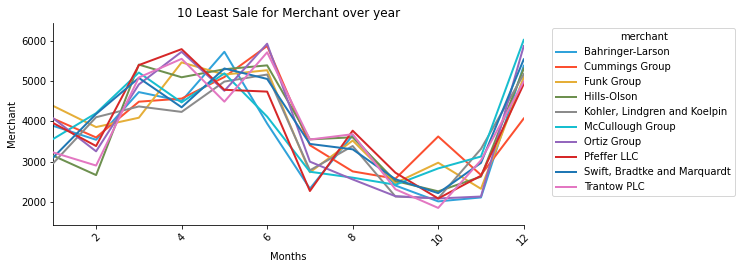 10 Least Sale for Merchant over year
Merchant
6000
5000
4000
3000
2000
2
4
6
8
10
12
Months
merchant
Bahringer-Larson
Cummings Group
Funk Group
Hills-Olson
Kohler, Lindgren and Koelpin
McCullough Group
Ortiz Group
Pfeffer LLC
Swift, Bradtke and Marquardt
Trantow PLC